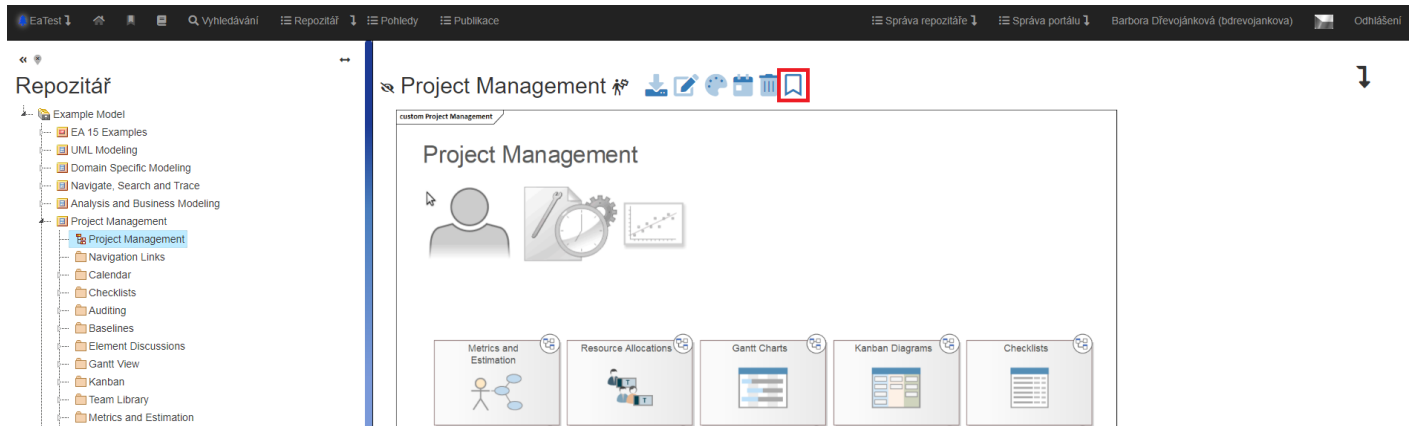 EaTest Vyhledávání Repozitář Pohledy Publikace Správa repozitáře Správa portálu Barbora Dřevojánková (bdrevojankova) Odhlášení
Repozitář
Example Model
EA 15 Examples
UML Modeling
Domain Specific Modeling
Navigate, Search and Trace
Analysis and Business Modeling
Project Management
Project Management
Navigation Links
Calendar
Checklists
Auditing
Baselines
Element Discussions
Gantt View
Kanban
Team Library
Metrics and Estimation
Project Management
custom Project Management
Project Management
Metrics and
Estimation
Resource Allocations
T
T
Gantt Charts
Kanban Diagrams
Checklists